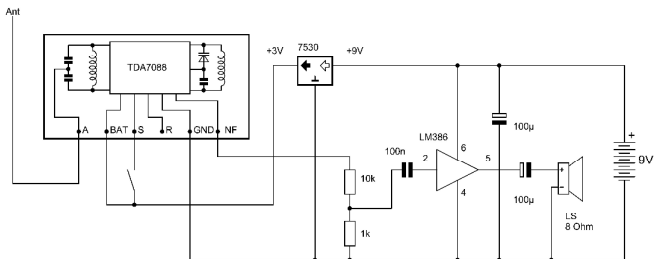 Ant
TDA7088
A
BAT
S
R
GND
NF
+3V
7530
+9V
10k
1k
100n
LM386
2
6
5
4
100µ
100µ
+
-
LS
8 Ohm
+
9V